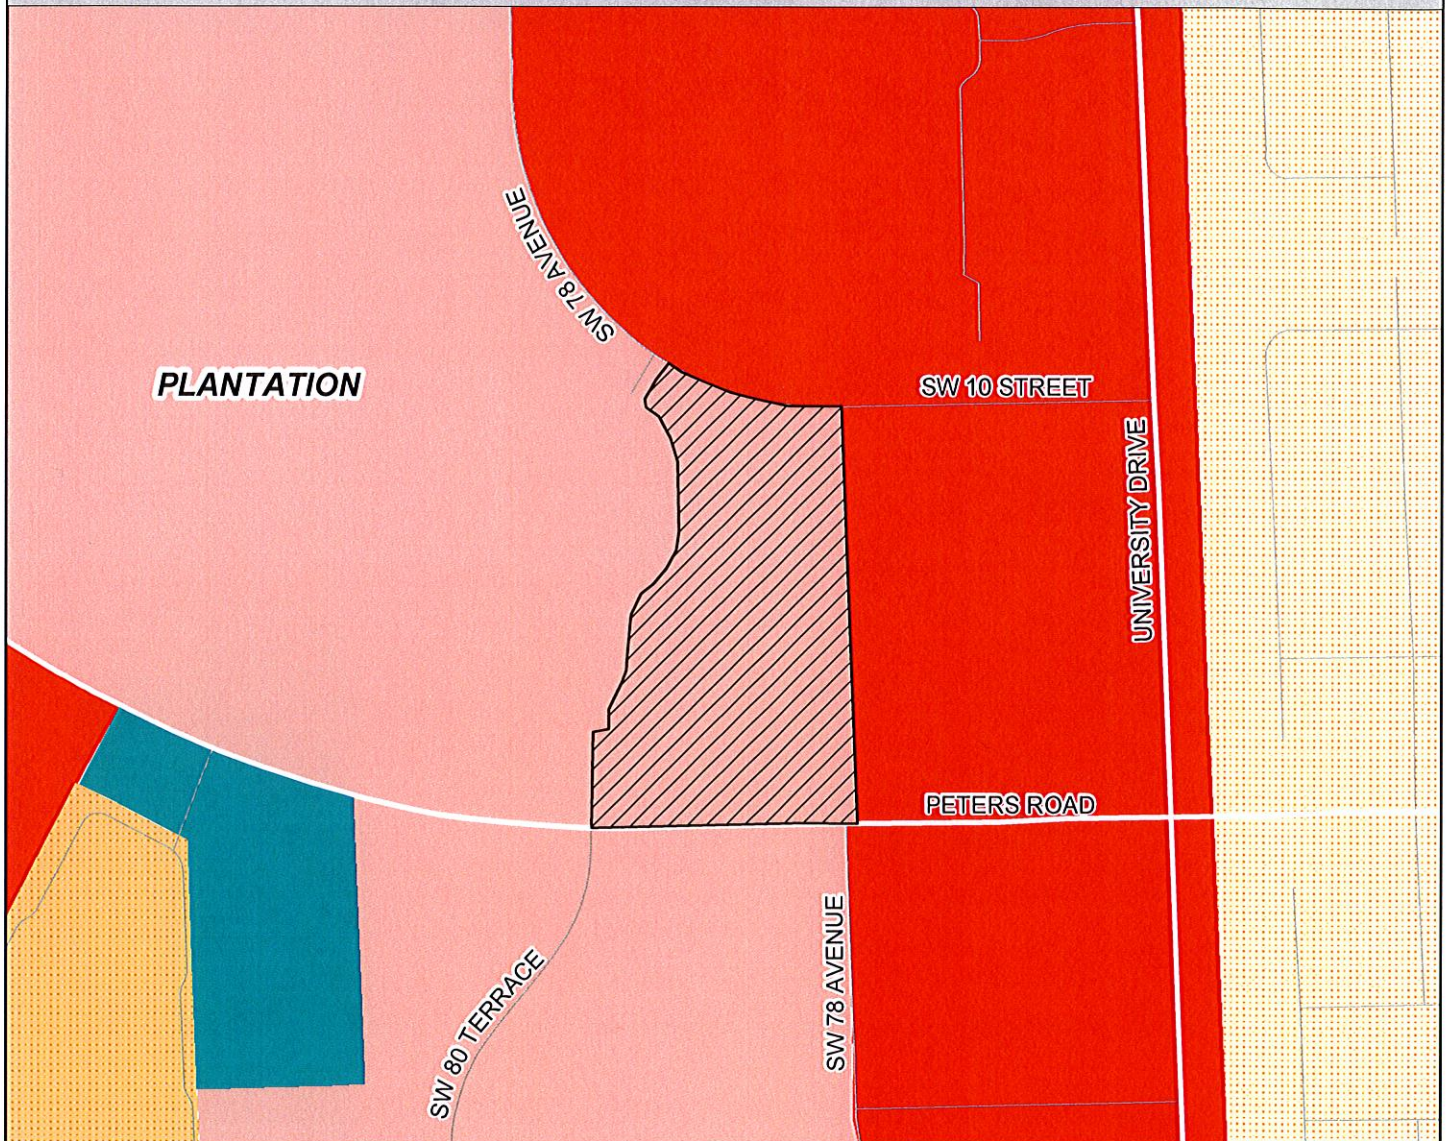 SW 78 AVENUE
PLANTATION
SW 10 STREET
UNIVERSITY DRIVE
PETERS ROAD
SW 78 AVENUE
SW 80 TERRACE